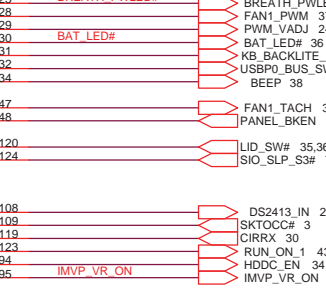 28 FAN1_PWM
29 PWM_VADJ
30 BAT_LED# BAT_LED# 36
31 KB_BACKLITE_
32 USBP0_BUS_SW
34 BEEP 38
47 FAN1_TACH
48 PANEL_BKEN
120 LID_SW# 35,36
124 SIO_SLP_S3#
108 DS2413_IN 2
109 SKTOCC# 3
119 CIRRX 30
123 RUN_ON_1
94 HDDC_EN 34
95 IMVP_VR_ON IMVP_VR_ON